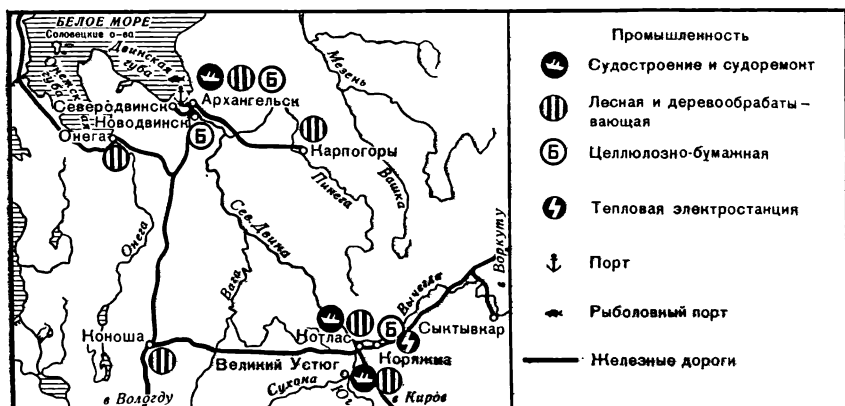 БЕЛОЕ МОРЕ
Соловецкие о-ва
Двинская
губа
Онежская
губа
Мезень
Северодвинск
Архангельск
Новодвинск
Б
Б
Онега
Карпогоры
Пинега
Вашка
Сев. Двина
Онега
Вага
Вычегда
в Воркуту
Коноша
Котлас
Б
Сыктывкар
Коряжма
Великий Устюг
Сухона
Юг
в Вологду
в Киров
Промышленность
Судостроение и судоремонт
Лесная и деревообрабаты-
вающая
Б
Целлюлозно-бумажная
Тепловая электростанция
Порт
Рыболовный порт
Железные дороги